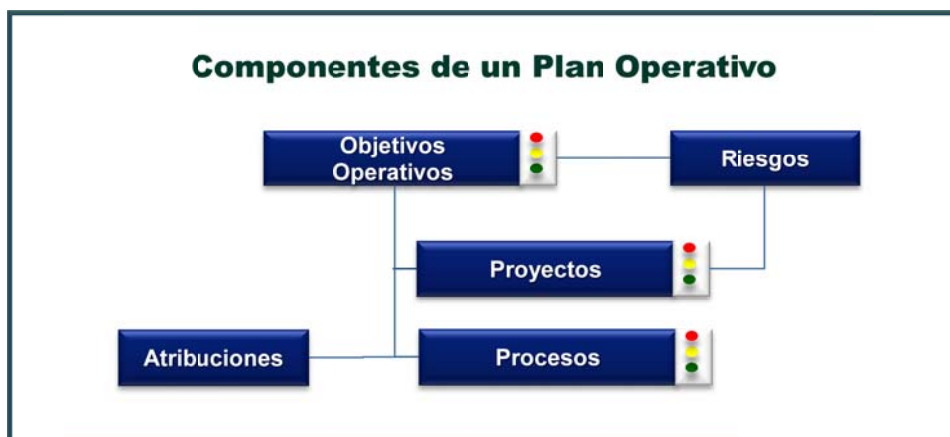 Componentes de un Plan Operativo
Objetivos
Operativos
Riesgos
Proyectos
Atribuciones
Procesos